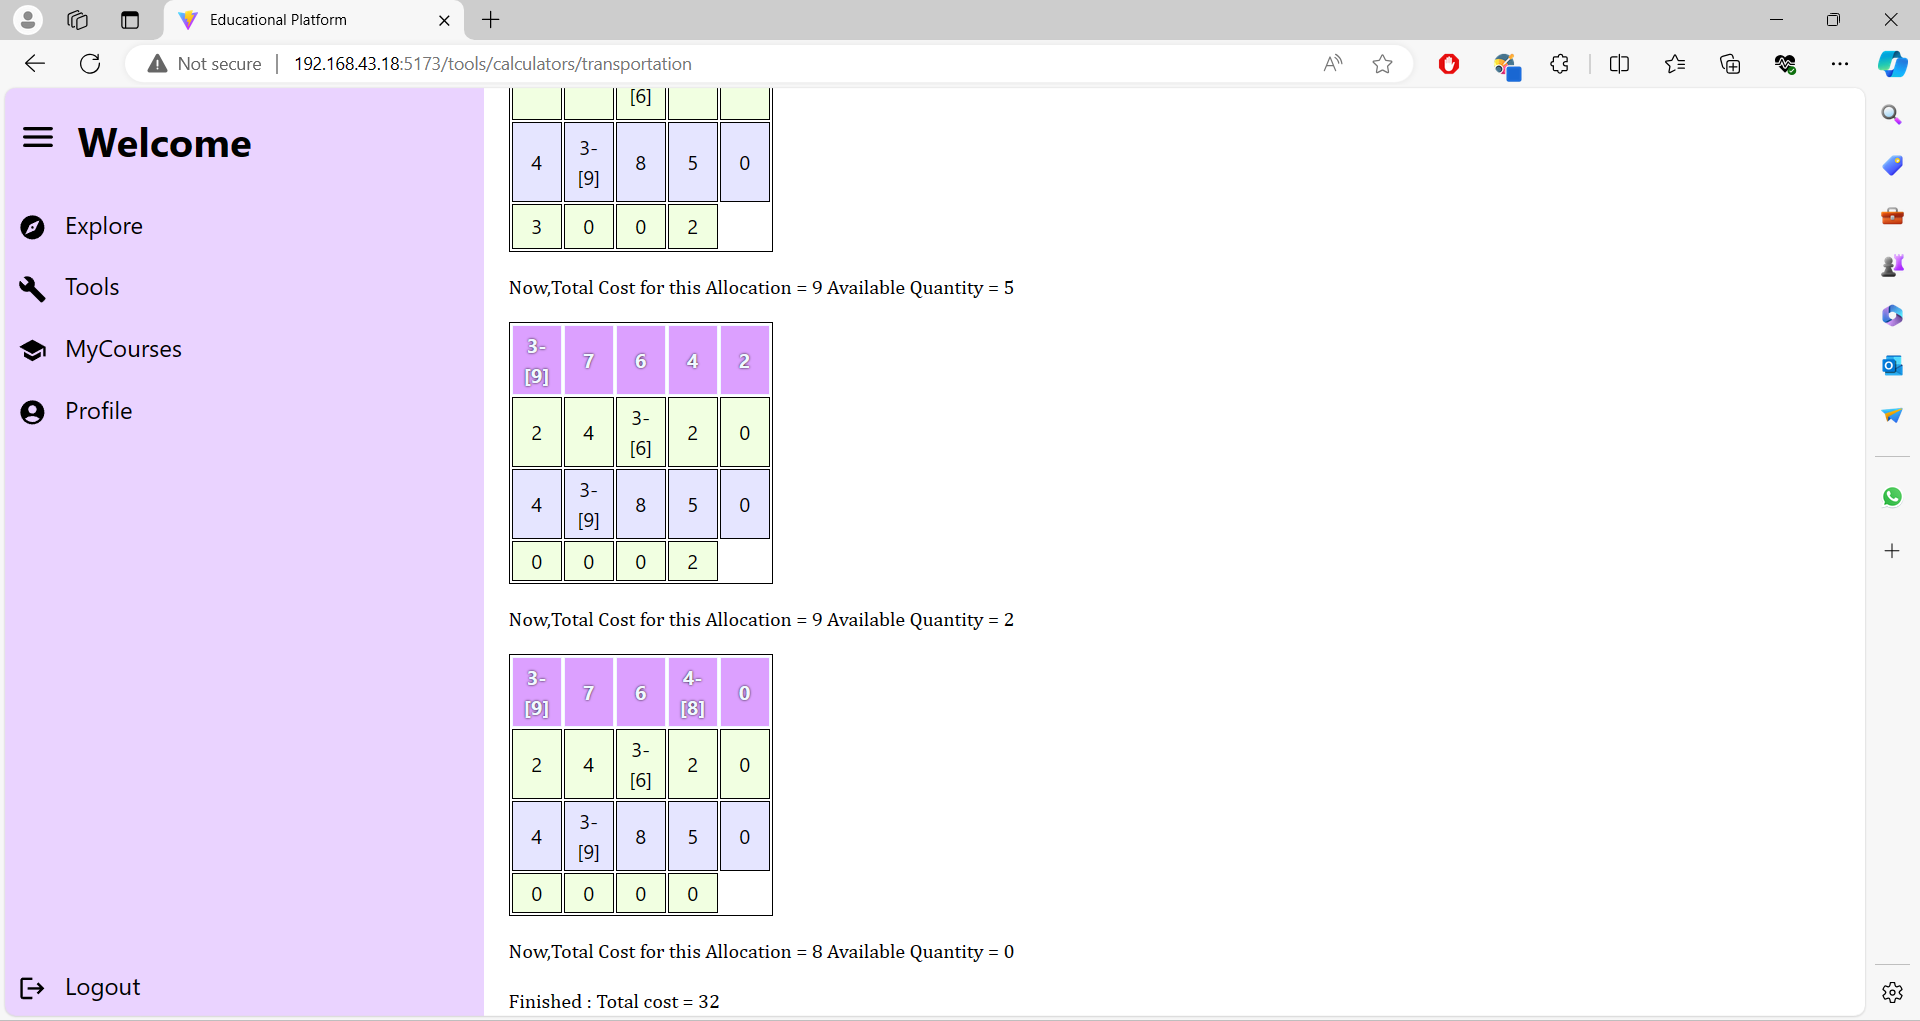 Educational Platform
Not secure
192.168.43.18:5173/tools/calculators/transportation
Welcome
Explore
Tools
MyCourses
Profile
Logout
[6]
4 3-[9] 8 5 0
3 0 0 2
Now,Total Cost for this Allocation = 9 Available Quantity = 5
3-[9] 7 6 4 2
2 4 3-[6] 2 0
4 3-[9] 8 5 0
0 0 0 2
Now,Total Cost for this Allocation = 9 Available Quantity = 2
3-[9] 7 6 4-[8] 0
2 4 3-[6] 2 0
4 3-[9] 8 5 0
0 0 0 0
Now,Total Cost for this Allocation = 8 Available Quantity = 0
Finished : Total cost = 32